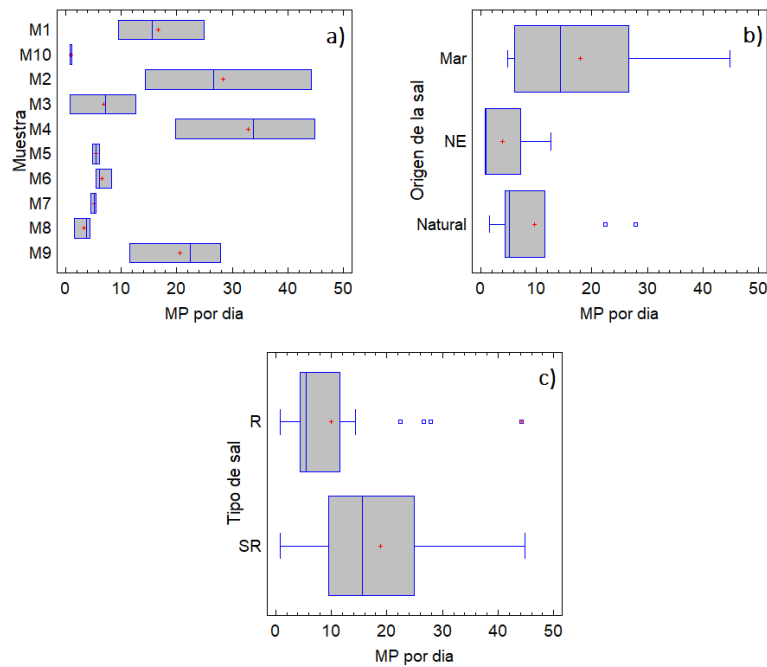 a)
Muestra
M1
M10
M2
M3
M4
M5
M6
M7
M8
M9
0 10 20 30 40 50
MP por dia
b)
Origen de la sal
Mar
NE
Natural
0 10 20 30 40 50
MP por dia
c)
Tipo de sal
R
SR
0 10 20 30 40 50
MP por dia